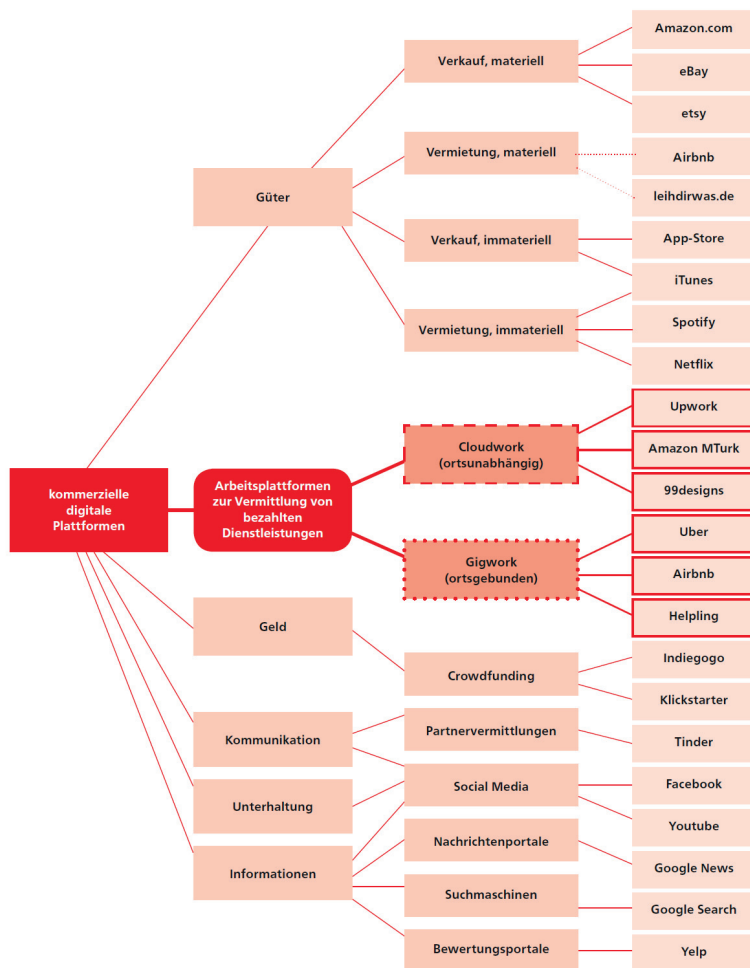 kommerzielle
digitale
Plattformen
Güter
Arbeitsplattformen
zur Vermittlung von
bezahlten
Dienstleistungen
Geld
Kommunikation
Unterhaltung
Informationen
Verkauf, materiell
Vermietung, materiell
Verkauf, immateriell
Vermietung, immateriell
Cloudwork
(ortsunabhängig)
Gigwork
(ortsgebunden)
Crowdfunding
Partnervermittlungen
Social Media
Nachrichtenportale
Suchmaschinen
Bewertungsportale
Amazon.com
eBay
etsy
Airbnb
leihdirwas.de
App-Store
iTunes
Spotify
Netflix
Upwork
Amazon MTurk
99designs
Uber
Airbnb
Helpling
Indiegogo
Klickstarter
Tinder
Facebook
Youtube
Google News
Google Search
Yelp